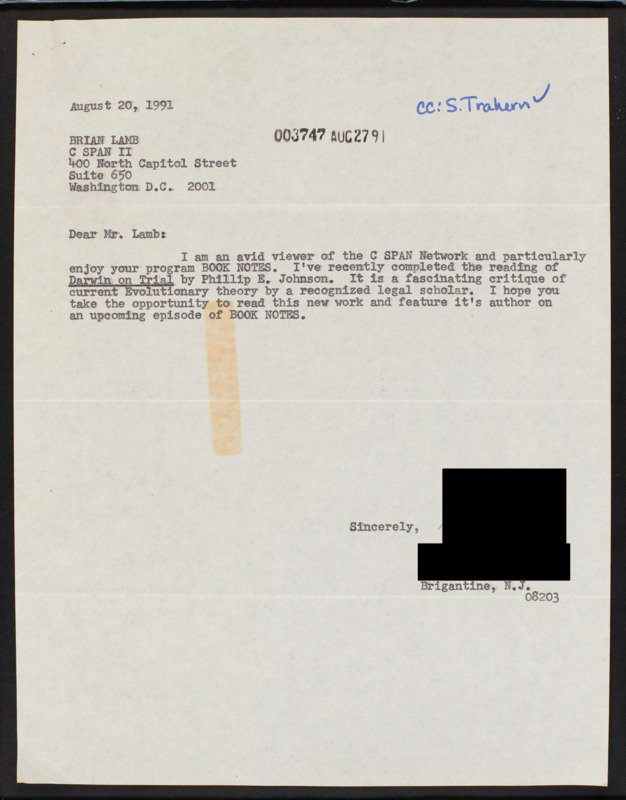 August 20, 1991
cc: S. Trahern ✓
003747 AUG 27 91
BRIAN LAMB
C SPAN II
400 North Capitol Street
Suite 650
Washington D.C. 2001
Dear Mr. Lamb:
I am an avid viewer of the C SPAN Network and particularly
enjoy your program BOOK NOTES. I've recently completed the reading of
Darwin on Trial by Phillip E. Johnson. It is a fascinating critique of
current Evolutionary theory by a recognized legal scholar. I hope you
take the opportunity to read this new work and feature it's author on
an upcoming episode of BOOK NOTES.
Sincerely,
Brigantine, N.J.
08203